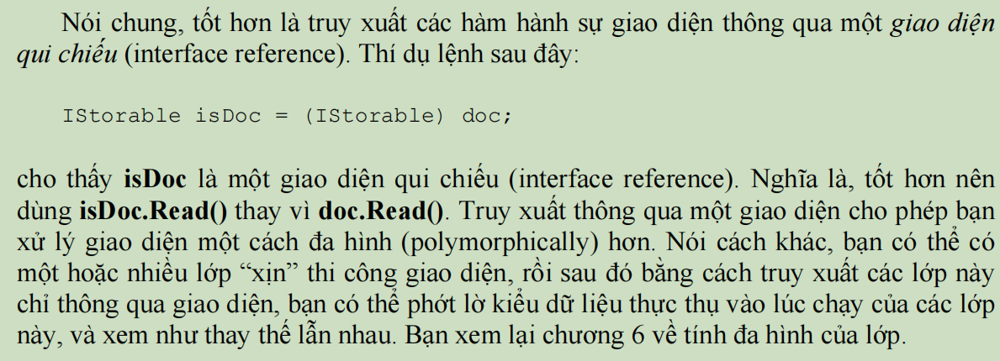 Nói chung, tốt hơn là truy xuất các hàm hành sự giao diện thông qua một giao diện
qui chiếu (interface reference). Thí dụ lệnh sau đây:
IStorable isDoc = (IStorable) doc;
cho thấy isDoc là một giao diện qui chiếu (interface reference). Nghĩa là, tốt hơn nên
dùng isDoc.Read() thay vì doc.Read(). Truy xuất thông qua một giao diện cho phép bạn
xử lý giao diện một cách đa hình (polymorphically) hơn. Nói cách khác, bạn có thể có
một hoặc nhiều lớp “xịn” thi công giao diện, rồi sau đó bằng cách truy xuất các lớp này
chỉ thông qua giao diện, bạn có thể phớt lờ kiểu dữ liệu thực thụ vào lúc chạy của các lớp
này, và xem như thay thế lẫn nhau. Bạn xem lại chương 6 về tính đa hình của lớp.